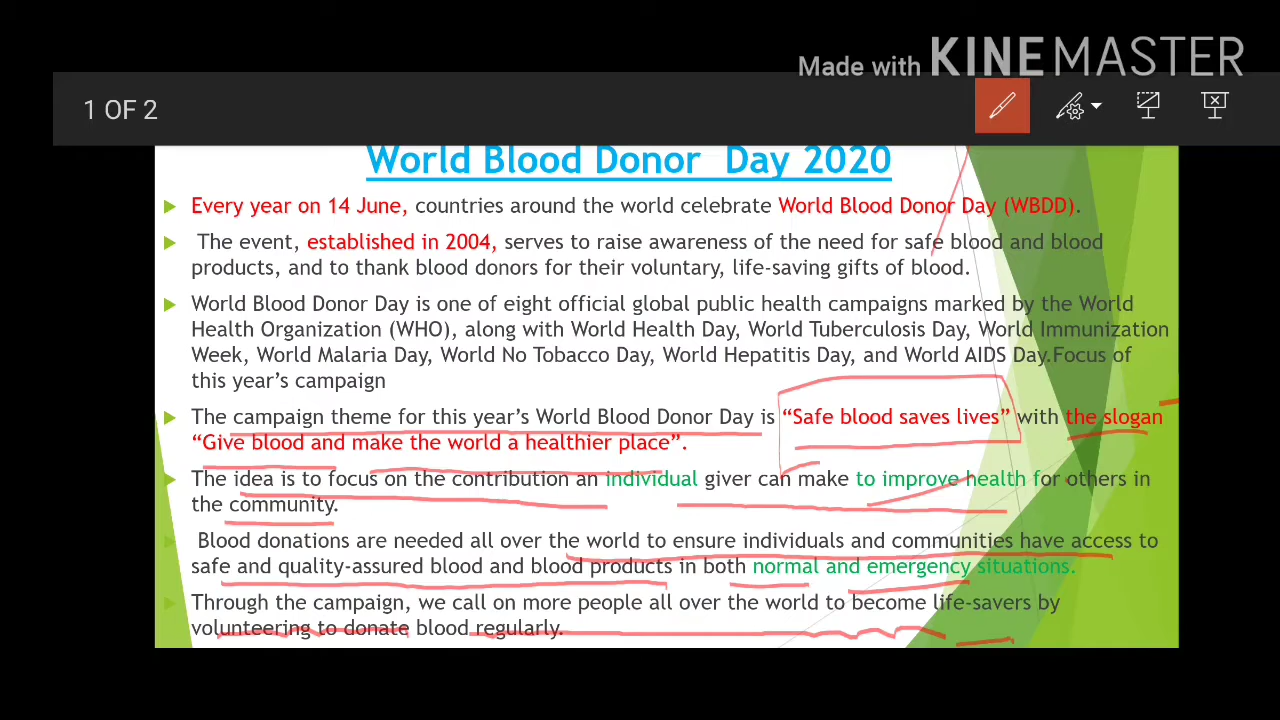 Made with KINEMASTER
1 OF 2
World Blood Donor Day 2020
Every year on 14 June, countries around the world celebrate World Blood Donor Day (WBDD).
The event, established in 2004, serves to raise awareness of the need for safe blood and blood
products, and to thank blood donors for their voluntary, life-saving gifts of blood.
World Blood Donor Day is one of eight official global public health campaigns marked by the World
Health Organization (WHO), along with World Health Day, World Tuberculosis Day, World Immunization
Week, World Malaria Day, World No Tobacco Day, World Hepatitis Day, and World AIDS Day.Focus of
this year's campaign
The campaign theme for this year's World Blood Donor Day is “Safe blood saves lives” with the slogan
“Give blood and make the world a healthier place”.
The idea is to focus on the contribution an individual giver can make to improve health for others in
the community.
Blood donations are needed all over the world to ensure individuals and communities have access to
safe and quality-assured blood and blood products in both normal and emergency situations.
Through the campaign, we call on more people all over the world to become life-savers by
volunteering to donate blood regularly.